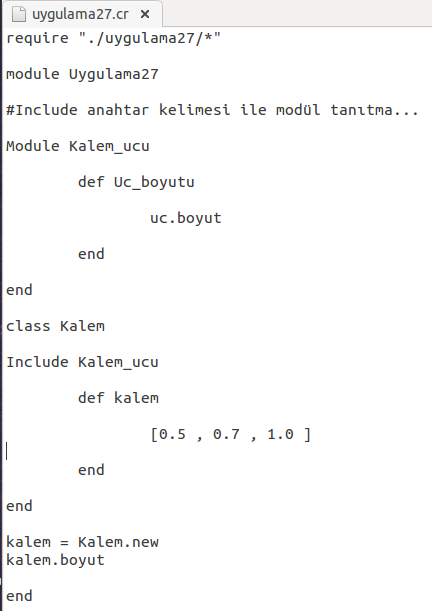 uygulama27.cr
require "./uygulama27/*"
module Uygulama27
#Include anahtar kelimesi ile modül tanıtma...
Module Kalem_ucu
def Uc_boyutu
uc.boyut
end
end
class Kalem
Include Kalem_ucu
def kalem
[0.5 , 0.7 , 1.0 ]
end
end
kalem = Kalem.new
kalem.boyut
end